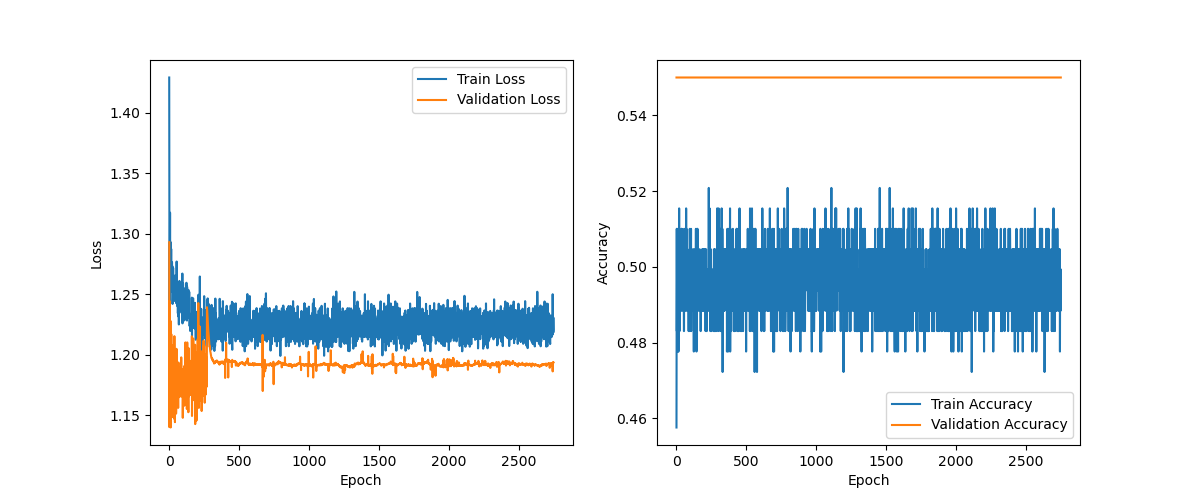 Train Loss
Validation Loss
1.40
1.35
1.30
1.25
1.20
1.15
Loss
0 500 1000 1500 2000 2500
Epoch
0.54
0.52
0.50
0.48
0.46
Accuracy
Train Accuracy
Validation Accuracy
0 500 1000 1500 2000 2500
Epoch